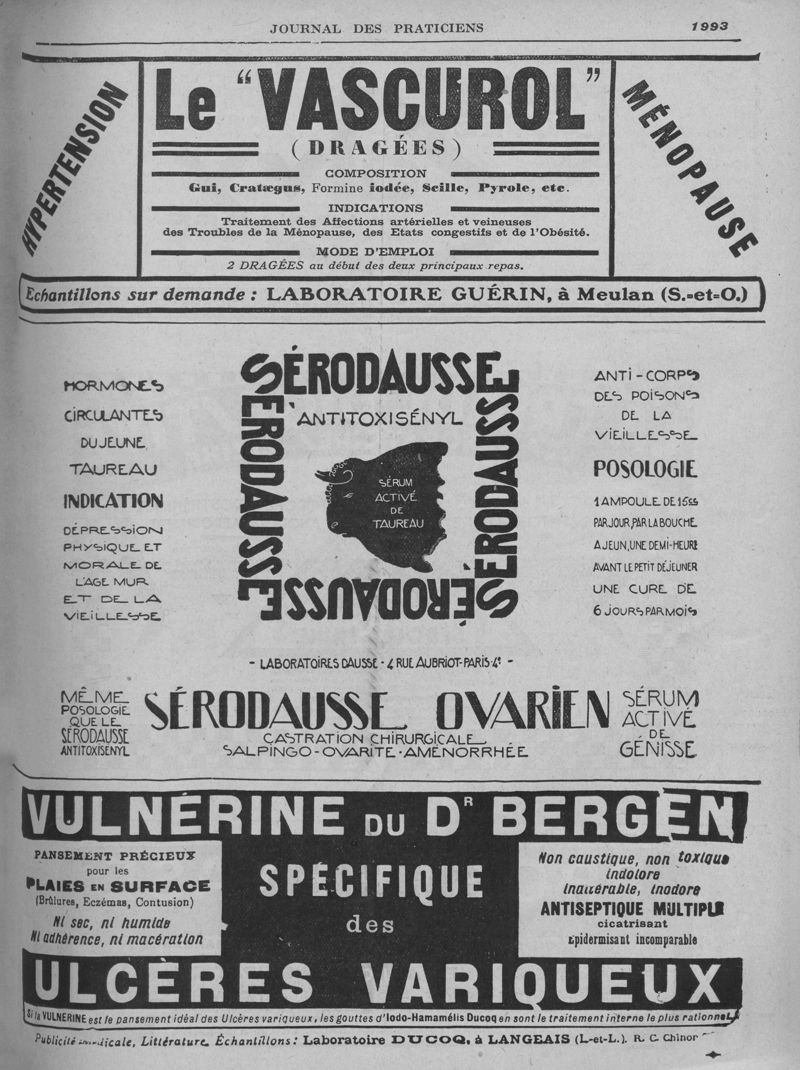 JOURNAL DES PRATICIENS 1993
HYPERTENSION
Le "VASCUROL"
(DRAGÉES)
COMPOSITION
Gui, Cratægus, Formine iodée, Scille, Pyrole, etc.
INDICATIONS
Traitement des Affections artérielles et veineuses
des Troubles de la Ménopause, des Etats congestifs et de l'Obésité.
MODE D'EMPLOI
2 DRAGÉES au début des deux principaux repas.
MÉNOPAUSE
Echantillons sur demande : LABORATOIRE GUÉRIN, à Meulan (S.-et-O.)
HORMONES
CIRCULANTES
DU JEUNE
TAUREAU
INDICATION
DÉPRESSION
PHYSIQUE ET
MORALE DE
L'AGE MUR
ET DE LA
VIEILLESSE
SÉRODAUSSE
SÉRODAUSSE
SÉRODAUSSE
SÉRODAUSSE
ANTITOXISÉNYL
SÉRUM
ACTIVÉ
DE
TAUREAU
ANTI-CORPS
DES POISONS
DE LA
VIEILLESSE
POSOLOGIE
1 AMPOULE DE 15cc
PAR JOUR, PAR LA BOUCHE
A JEUN, UNE DEMI-HEURE
AVANT LE PETIT DÉJEUNER
UNE CURE DE
6 JOURS PAR MOIS
- LABORATOIRES DAUSSE - 4 RUE AUBRIOT - PARIS - 4e -
MÊME
POSOLOGIE
QUE LE
SÉRODAUSSE
ANTITOXISÉNYL
SÉRODAUSSE OVARIEN
CASTRATION CHIRURGICALE
SALPINGO-OVARITE-AMÉNORRHÉE
SÉRUM
ACTIVÉ
DE
GÉNISSE
VULNÉRINE DU DR BERGEN
PANSEMENT PRÉCIEUX
pour les
PLAIES EN SURFACE
(Brûlures, Eczémas, Contusion)
Ni sec, ni humide
Ni adhérence, ni macération
SPÉCIFIQUE
des
Non caustique, non toxique
indolore
inaltérable, inodore
ANTISEPTIQUE MULTIPLE
cicatrisant
Epidermisant incomparable
ULCÈRES VARIQUEUX
Si la VULNERINE est le pansement idéal des Ulcères variqueux, les gouttes d'Iodo-Hamamélis Ducoq en sont le traitement interne le plus rationnel
Publicité médicale, Littérature, Échantillons : Laboratoire DUCOQ, à LANGEAIS (I.-et-L.). R. C. Chinon